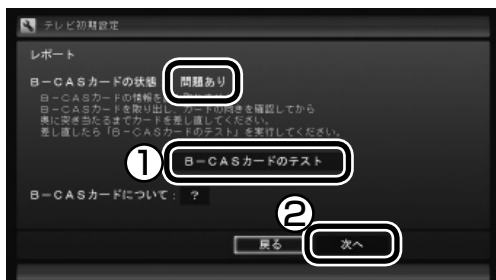 テレビ初期設定
レポート
B-CASカードの状態： 問題あり
B-CASカードの情報を
B-CASカードを取り出し、カードの向きを確認してから
奥に突き当たるまでカードを差し直してください。
差し直したら「B-CASカードのテスト」を実行してください。
① B-CASカードのテスト
B-CASカードについて： ？
②
戻る 次へ